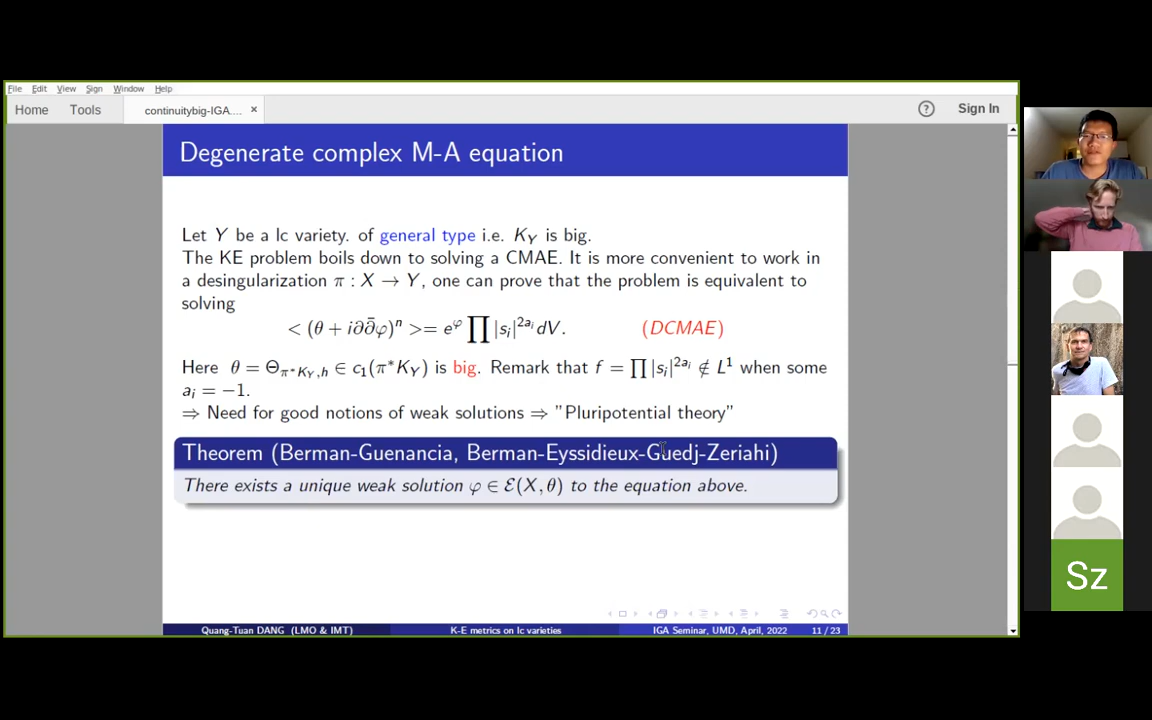 File Edit View Sign Window Help
Home Tools continuitybig-IGA.... × ? Sign In
Degenerate complex M-A equation
Let Y be a lc variety. of general type i.e. K_Y is big.
The KE problem boils down to solving a CMAE. It is more convenient to work in
a desingularization π : X → Y, one can prove that the problem is equivalent to
solving
< (θ + i∂∂̄φ)^n >= e^φ ∏ |s_i|^{2a_i} dV. (DCMAE)
Here θ = Θ_{π*K_Y,h} ∈ c_1(π*K_Y) is big. Remark that f = ∏ |s_i|^{2a_i} ∉ L^1 when some
a_i = −1.
⇒ Need for good notions of weak solutions ⇒ "Pluripotential theory"
Theorem (Berman-Guenancia, Berman-Eyssidieux-Guedj-Zeriahi)
There exists a unique weak solution φ ∈ ℰ(X, θ) to the equation above.
Quang-Tuan DANG (LMO & IMT) K-E metrics on lc varieties IGA Seminar, UMD, April, 2022 11 / 23
Sz